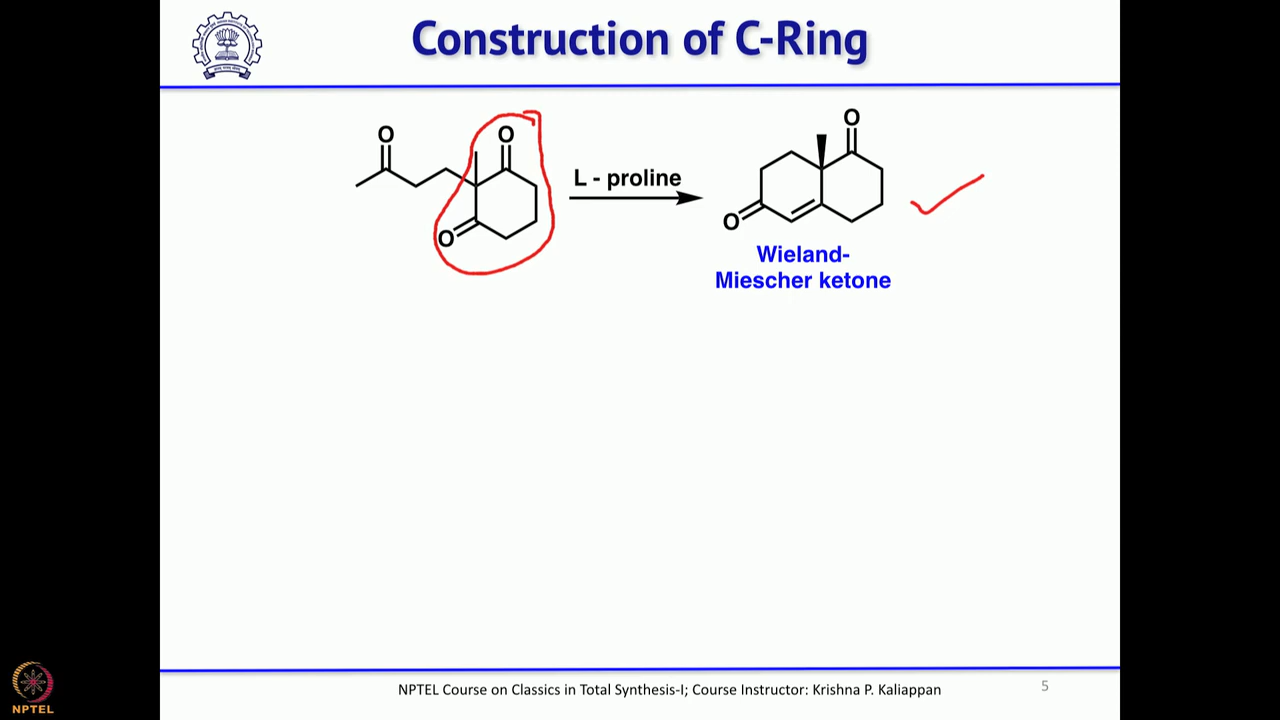 Construction of C-Ring
O
O
O
L - proline
O
O
Wieland-
Miescher ketone
NPTEL Course on Classics in Total Synthesis-I; Course Instructor: Krishna P. Kaliappan
5
NPTEL